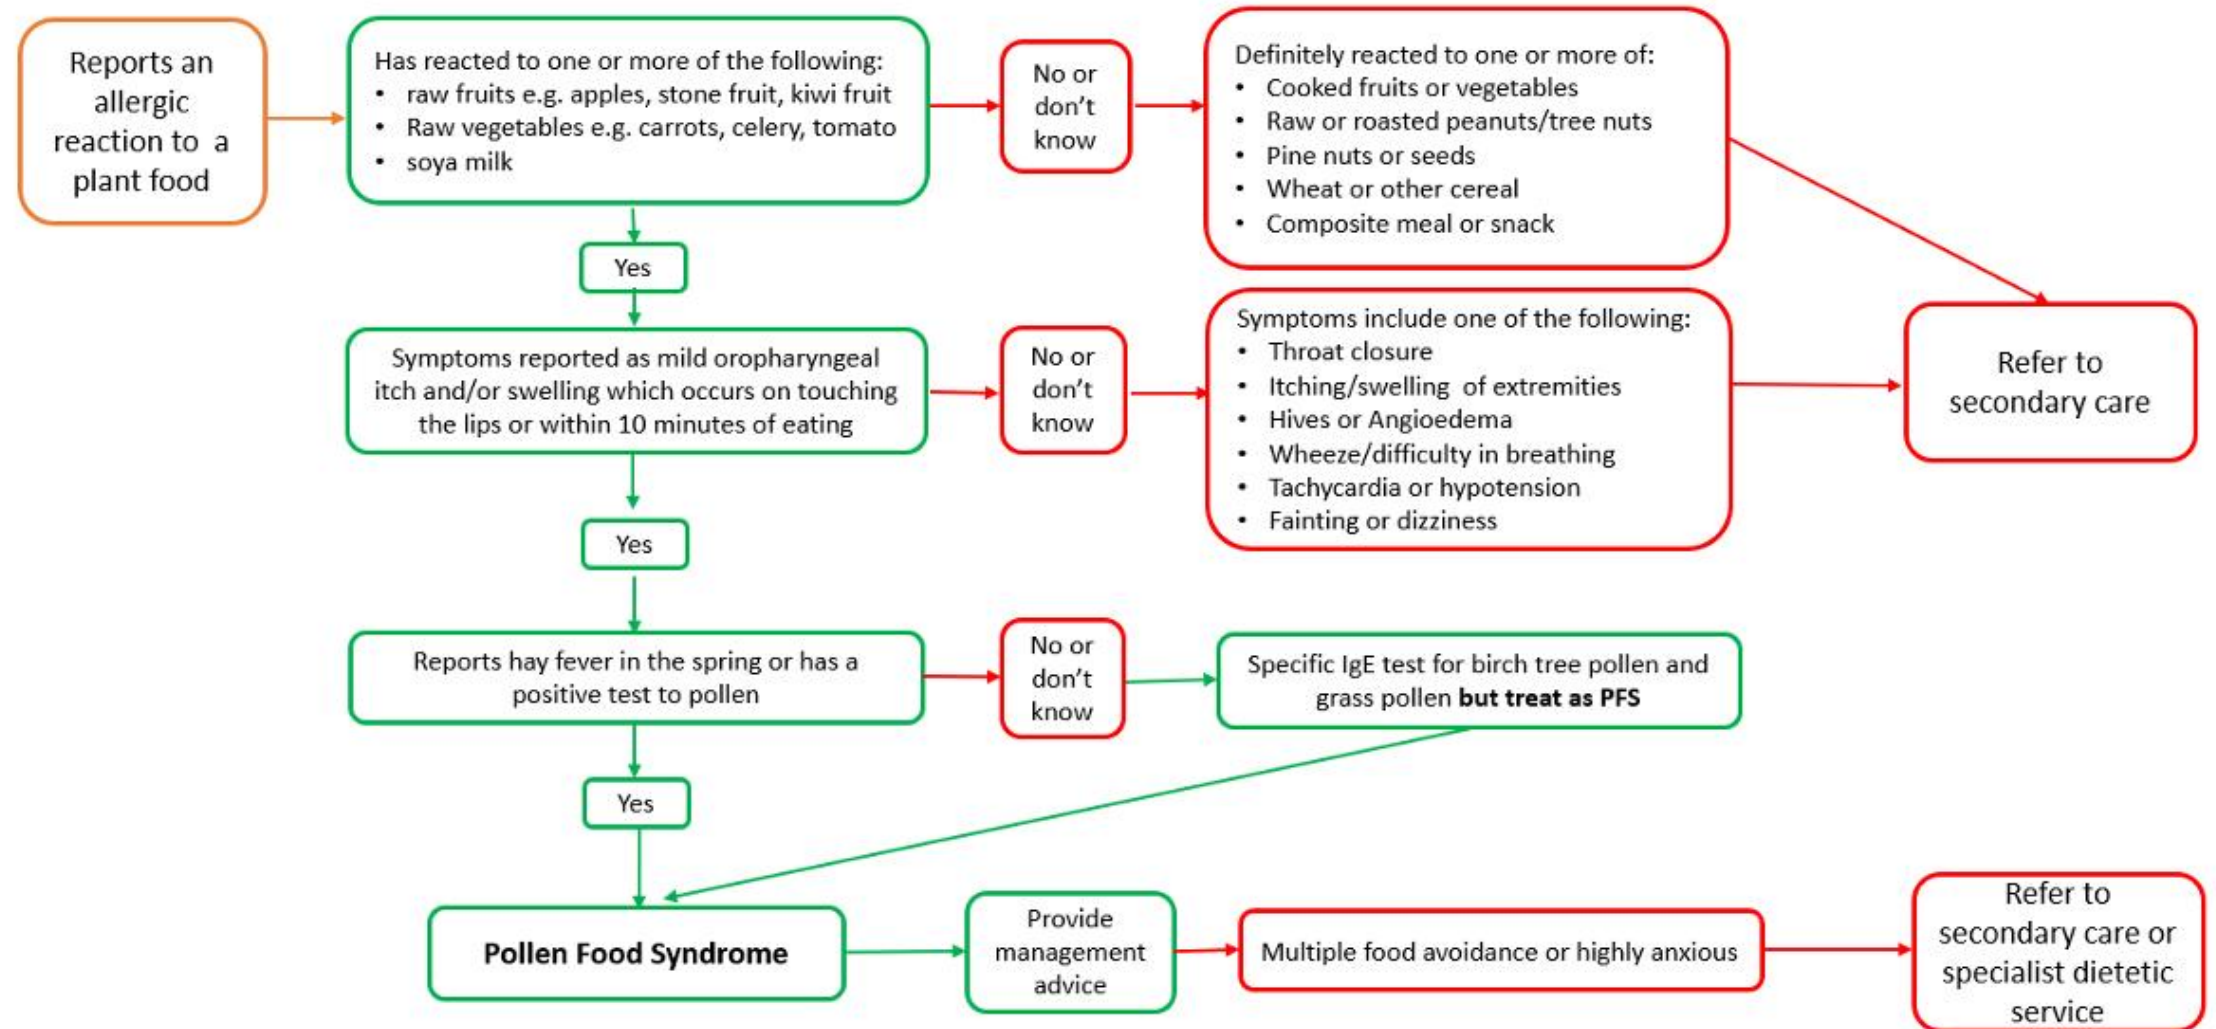 Reports an
allergic
reaction to a
plant food
Has reacted to one or more of the following:
• raw fruits e.g. apples, stone fruit, kiwi fruit
• Raw vegetables e.g. carrots, celery, tomato
• soya milk
No or
don’t
know
Definitely reacted to one or more of:
• Cooked fruits or vegetables
• Raw or roasted peanuts/tree nuts
• Pine nuts or seeds
• Wheat or other cereal
• Composite meal or snack
Yes
Symptoms reported as mild oropharyngeal
itch and/or swelling which occurs on touching
the lips or within 10 minutes of eating
No or
don’t
know
Symptoms include one of the following:
• Throat closure
• Itching/swelling of extremities
• Hives or Angioedema
• Wheeze/difficulty in breathing
• Tachycardia or hypotension
• Fainting or dizziness
Refer to
secondary care
Yes
Reports hay fever in the spring or has a
positive test to pollen
No or
don’t
know
Specific IgE test for birch tree pollen and
grass pollen but treat as PFS
Yes
Pollen Food Syndrome
Provide
management
advice
Multiple food avoidance or highly anxious
Refer to
secondary care or
specialist dietetic
service